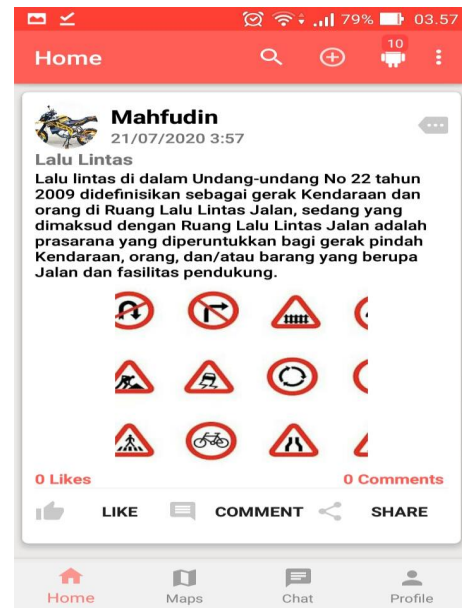 79% 03.57
Home
10
Mahfudin
21/07/2020 3:57
Lalu Lintas
Lalu lintas di dalam Undang-undang No 22 tahun
2009 didefinisikan sebagai gerak Kendaraan dan
orang di Ruang Lalu Lintas Jalan, sedang yang
dimaksud dengan Ruang Lalu Lintas Jalan adalah
prasarana yang diperuntukkan bagi gerak pindah
Kendaraan, orang, dan/atau barang yang berupa
Jalan dan fasilitas pendukung.
0 Likes 0 Comments
LIKE COMMENT SHARE
Home Maps Chat Profile